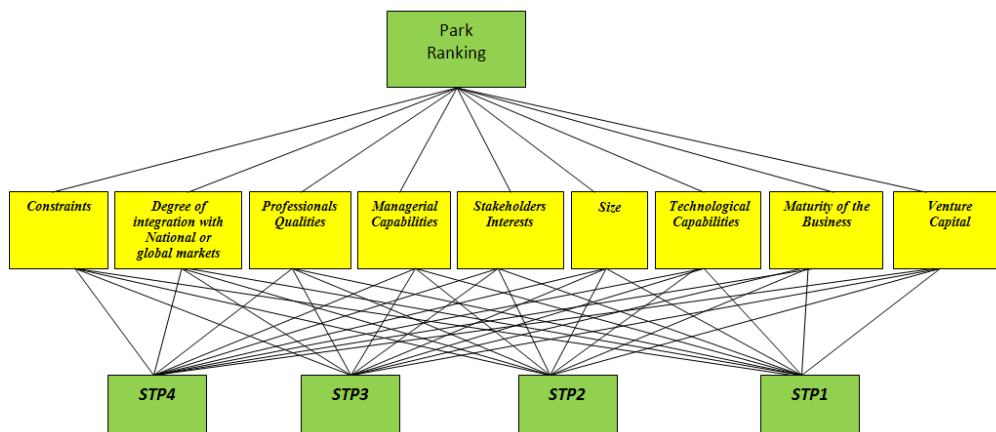 Park
Ranking
Constraints
Degree of
integration with
National or
global markets
Professionals
Qualities
Managerial
Capabilities
Stakeholders
Interests
Size
Technological
Capabilities
Maturity of the
Business
Venture
Capital
STP4
STP3
STP2
STP1